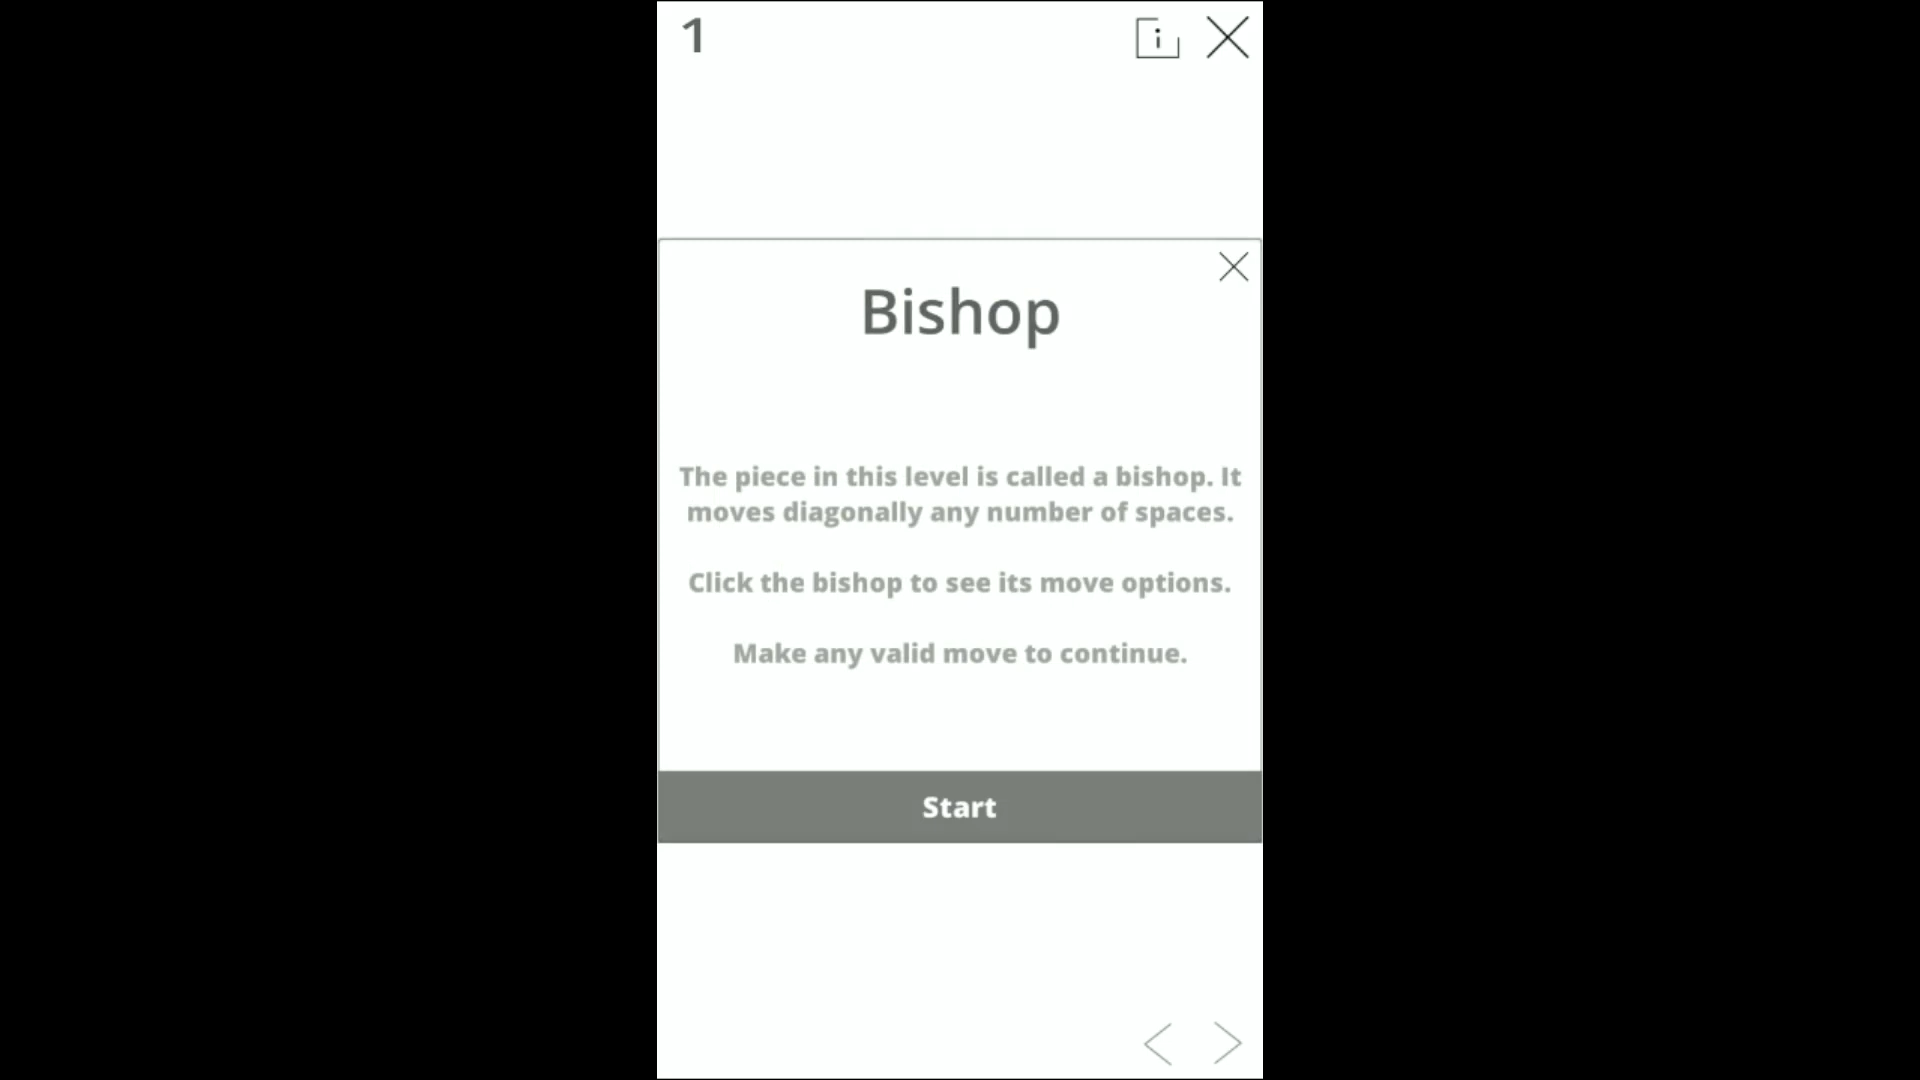 1
i
Bishop
The piece in this level is called a bishop. It
moves diagonally any number of spaces.
Click the bishop to see its move options.
Make any valid move to continue.
Start